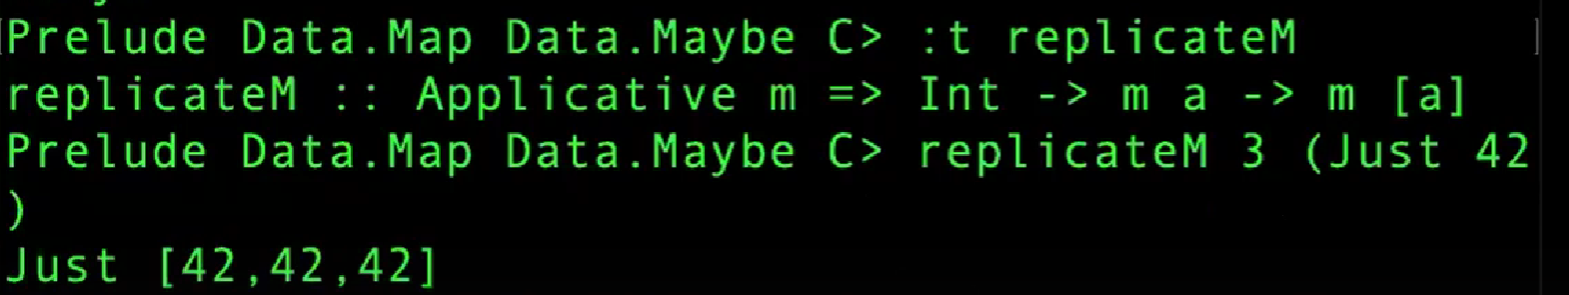 Prelude Data.Map Data.Maybe C> :t replicateM
replicateM :: Applicative m => Int -> m a -> m [a]
Prelude Data.Map Data.Maybe C> replicateM 3 (Just 42
)
Just [42,42,42]